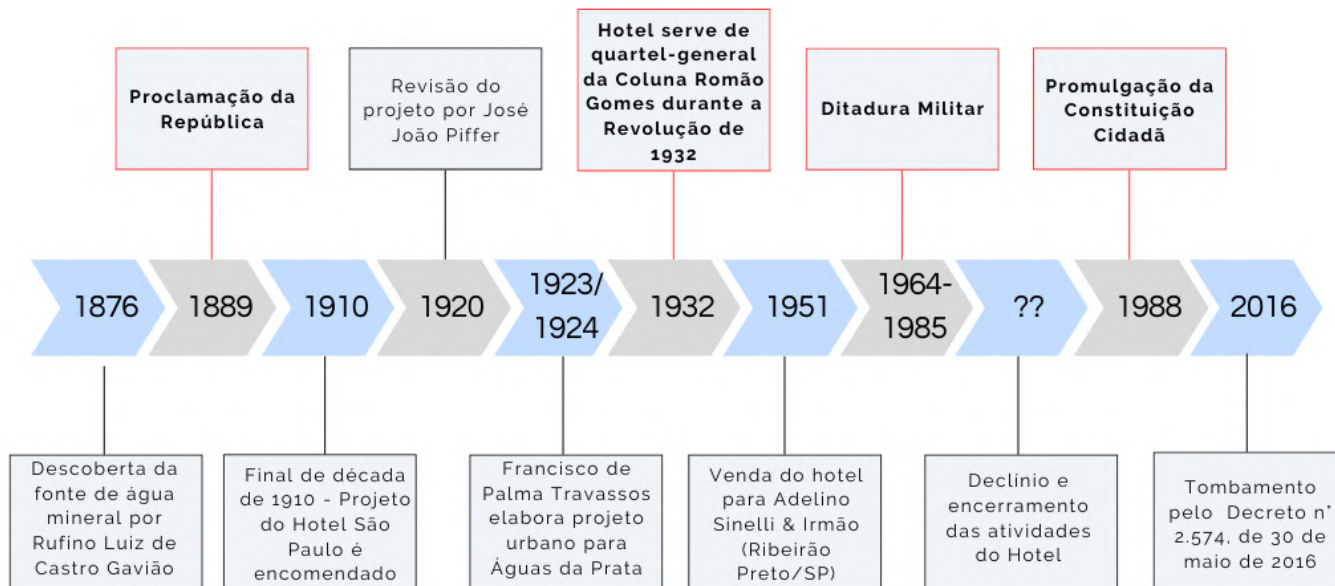 Proclamação da
República
Revisão do
projeto por José
João Piffer
Hotel serve de
quartel-general
da Coluna Romão
Gomes durante a
Revolução de
1932
Ditadura Militar
Promulgação da
Constituição
Cidadã
1876
1889
1910
1920
1923/
1924
1932
1951
1964-
1985
??
1988
2016
Descoberta da
fonte de água
mineral por
Rufino Luiz de
Castro Gavião
Final de década
de 1910 - Projeto
do Hotel São
Paulo é
encomendado
Francisco de
Palma Travassos
elabora projeto
urbano para
Águas da Prata
Venda do hotel
para Adelino
Sinelli & Irmão
(Ribeirão
Preto/SP)
Declínio e
encerramento
das atividades
do Hotel
Tombamento
pelo Decreto n°
2.574, de 30 de
maio de 2016